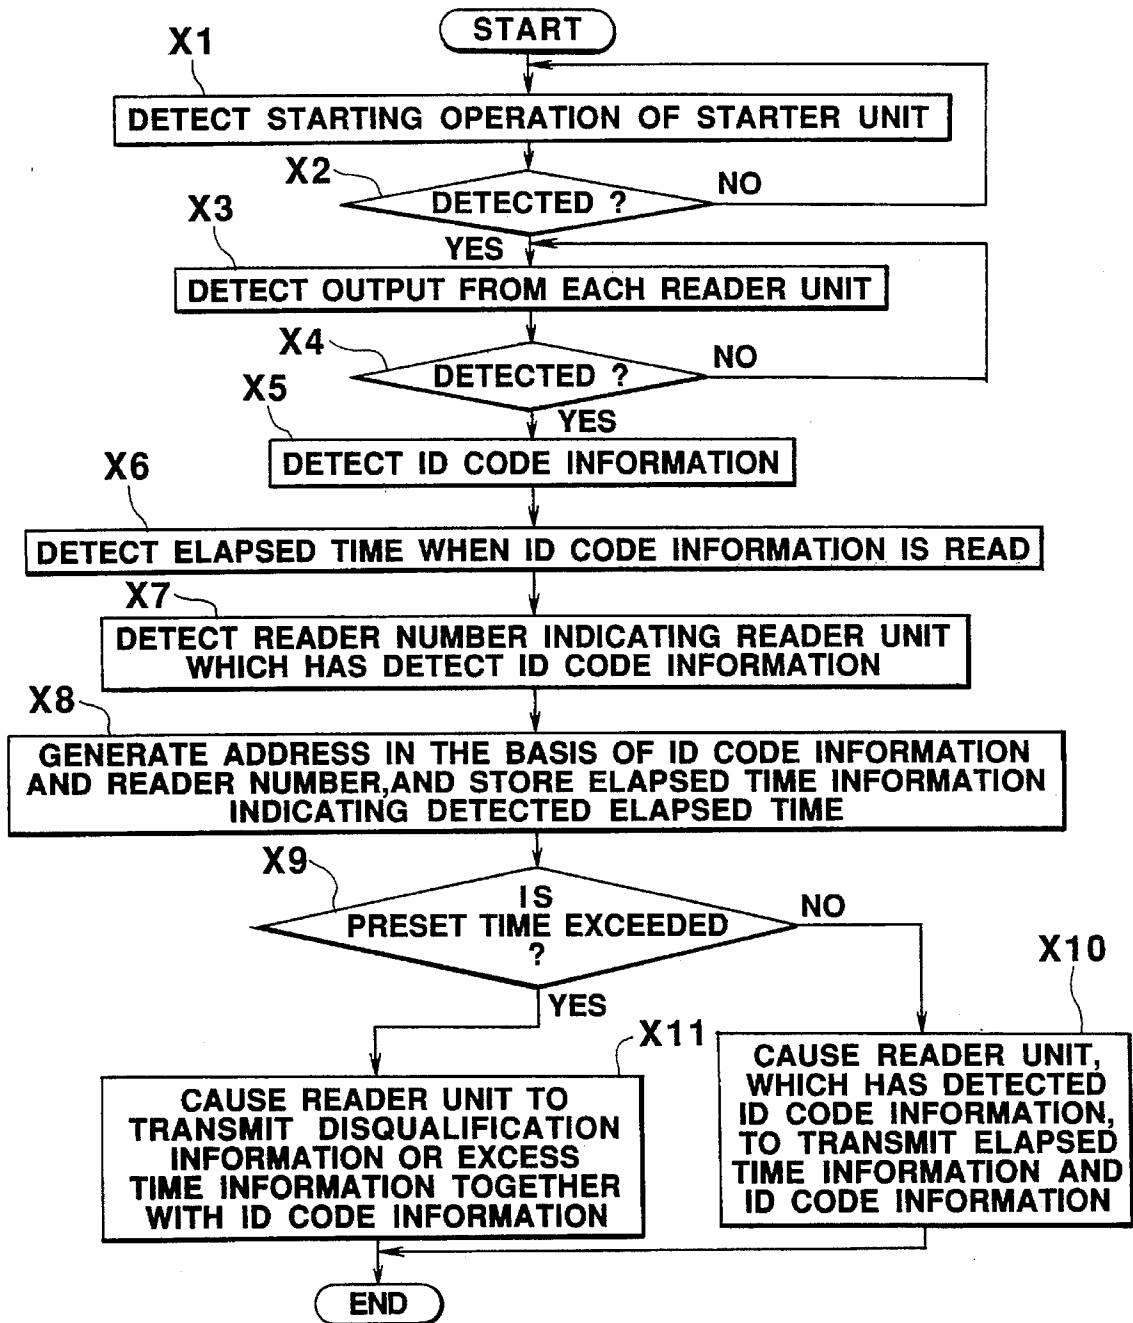 START
X1
DETECT STARTING OPERATION OF STARTER UNIT
X2
DETECTED ?
NO
YES
X3
DETECT OUTPUT FROM EACH READER UNIT
X4
DETECTED ?
NO
YES
X5
DETECT ID CODE INFORMATION
X6
DETECT ELAPSED TIME WHEN ID CODE INFORMATION IS READ
X7
DETECT READER NUMBER INDICATING READER UNIT
WHICH HAS DETECT ID CODE INFORMATION
X8
GENERATE ADDRESS IN THE BASIS OF ID CODE INFORMATION
AND READER NUMBER,AND STORE ELAPSED TIME INFORMATION
INDICATING DETECTED ELAPSED TIME
X9
IS
PRESET TIME EXCEEDED
?
NO
YES
X10
CAUSE READER UNIT,
WHICH HAS DETECTED
ID CODE INFORMATION,
TO TRANSMIT ELAPSED
TIME INFORMATION AND
ID CODE INFORMATION
X11
CAUSE READER UNIT TO
TRANSMIT DISQUALIFICATION
INFORMATION OR EXCESS
TIME INFORMATION TOGETHER
WITH ID CODE INFORMATION
END